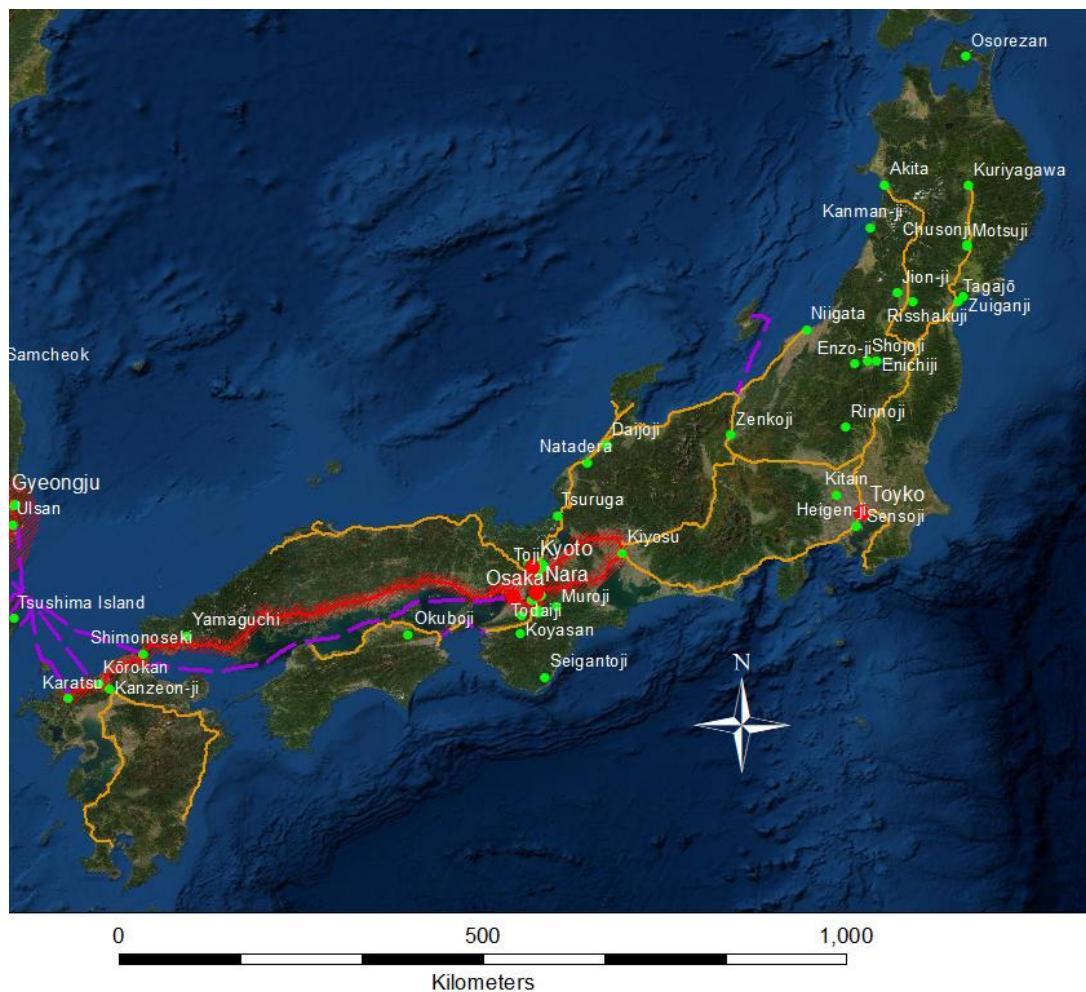 Osorezan
Akita
Kuriyagawa
Kanman-ji
Chusonji
Motsuji
Jion-ji
Tagajō
Risshakuji
Zuiganji
Niigata
Samcheok
Enzo-ji
Shojoji
Enichiji
Zenkoji
Rinnoji
Daijoji
Natadera
Gyeongju
Ulsan
Tsuruga
Kitain
Toyko
Heigen-ji
Sensoji
Kiyosu
Toji
Kyoto
Osaka
Nara
Tsushima Island
Yamaguchi
Todaiji
Muroji
Okuboji
Koyasan
Shimonoseki
Kōrokan
Karatsu
Kanzeon-ji
Seigantoji
N
0 500 1,000
Kilometers